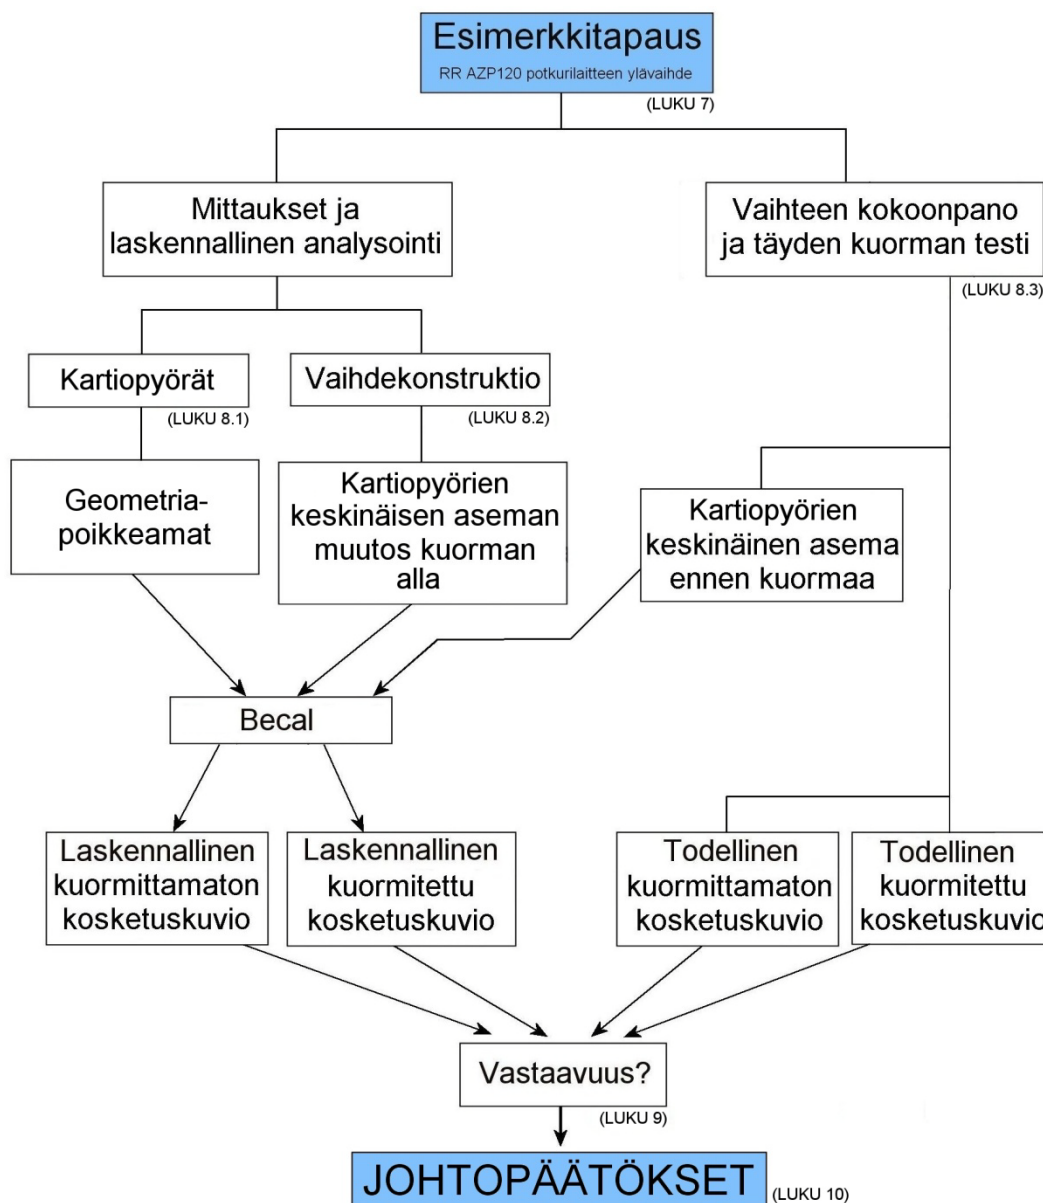 Esimerkkitapaus
RR AZP120 potkurilaitteen ylävaihde
(LUKU 7)
Mittaukset ja
laskennallinen analysointi
Vaihteen kokoonpano
ja täyden kuorman testi
(LUKU 8.3)
Kartiopyörät
(LUKU 8.1)
Vaihdekonstruktio
(LUKU 8.2)
Geometria-
poikkeamat
Kartiopyörien
keskinäisen aseman
muutos kuorman
alla
Kartiopyörien
keskinäinen asema
ennen kuormaa
Becal
Laskennallinen
kuormittamaton
kosketuskuvio
Laskennallinen
kuormitettu
kosketuskuvio
Todellinen
kuormittamaton
kosketuskuvio
Todellinen
kuormitettu
kosketuskuvio
Vastaavuus?
(LUKU 9)
JOHTOPÄÄTÖKSET
(LUKU 10)